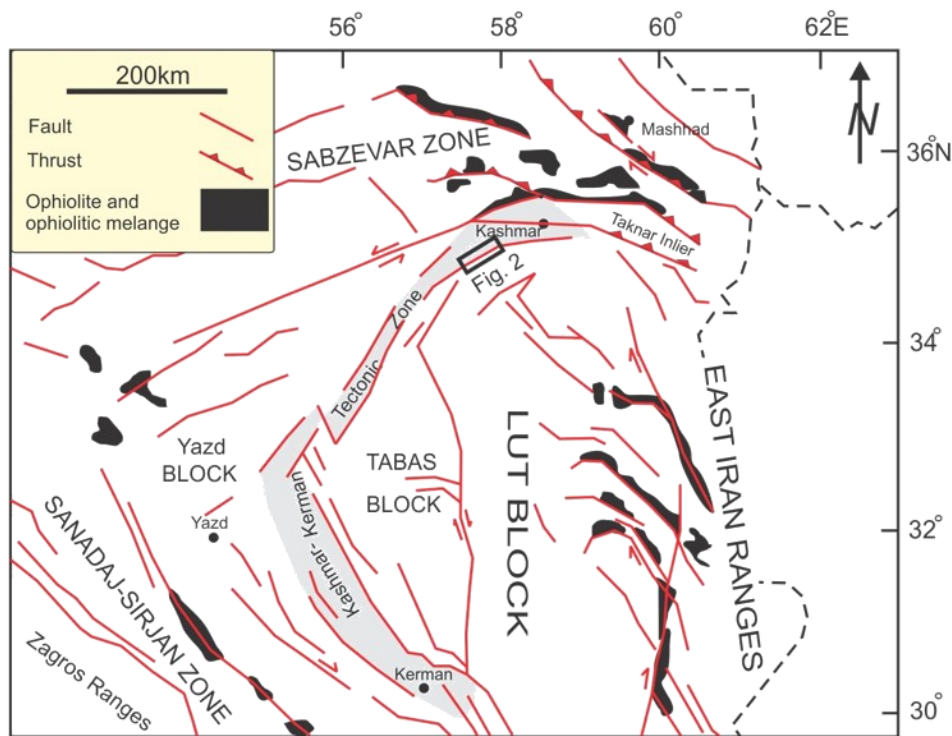 56° 58° 60° 62°E
200km
Fault
Thrust
Ophiolite and
ophiolitic melange
N
36°N
34°
32°
30°
SABZEVAR ZONE
Mashhad
Kashmar
Taknar Inlier
Fig. 2
Kashmar-Kerman Tectonic Zone
Yazd
BLOCK
Yazd
TABAS
BLOCK
LUT BLOCK
EAST IRAN RANGES
SANADAJ-SIRJAN ZONE
Zagros Ranges
Kerman